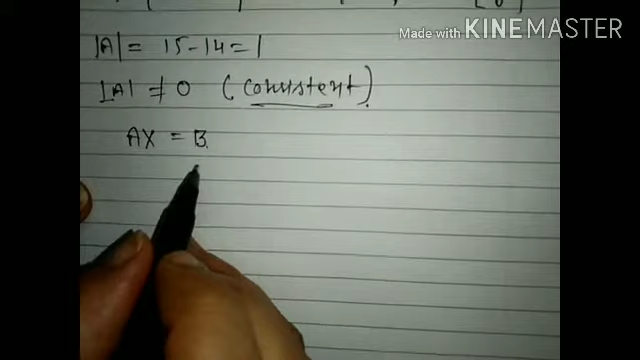 Made with KINEMASTER
|A| = 15 - 14 = 1
|A| ≠ 0 (Consistent).
AX = B